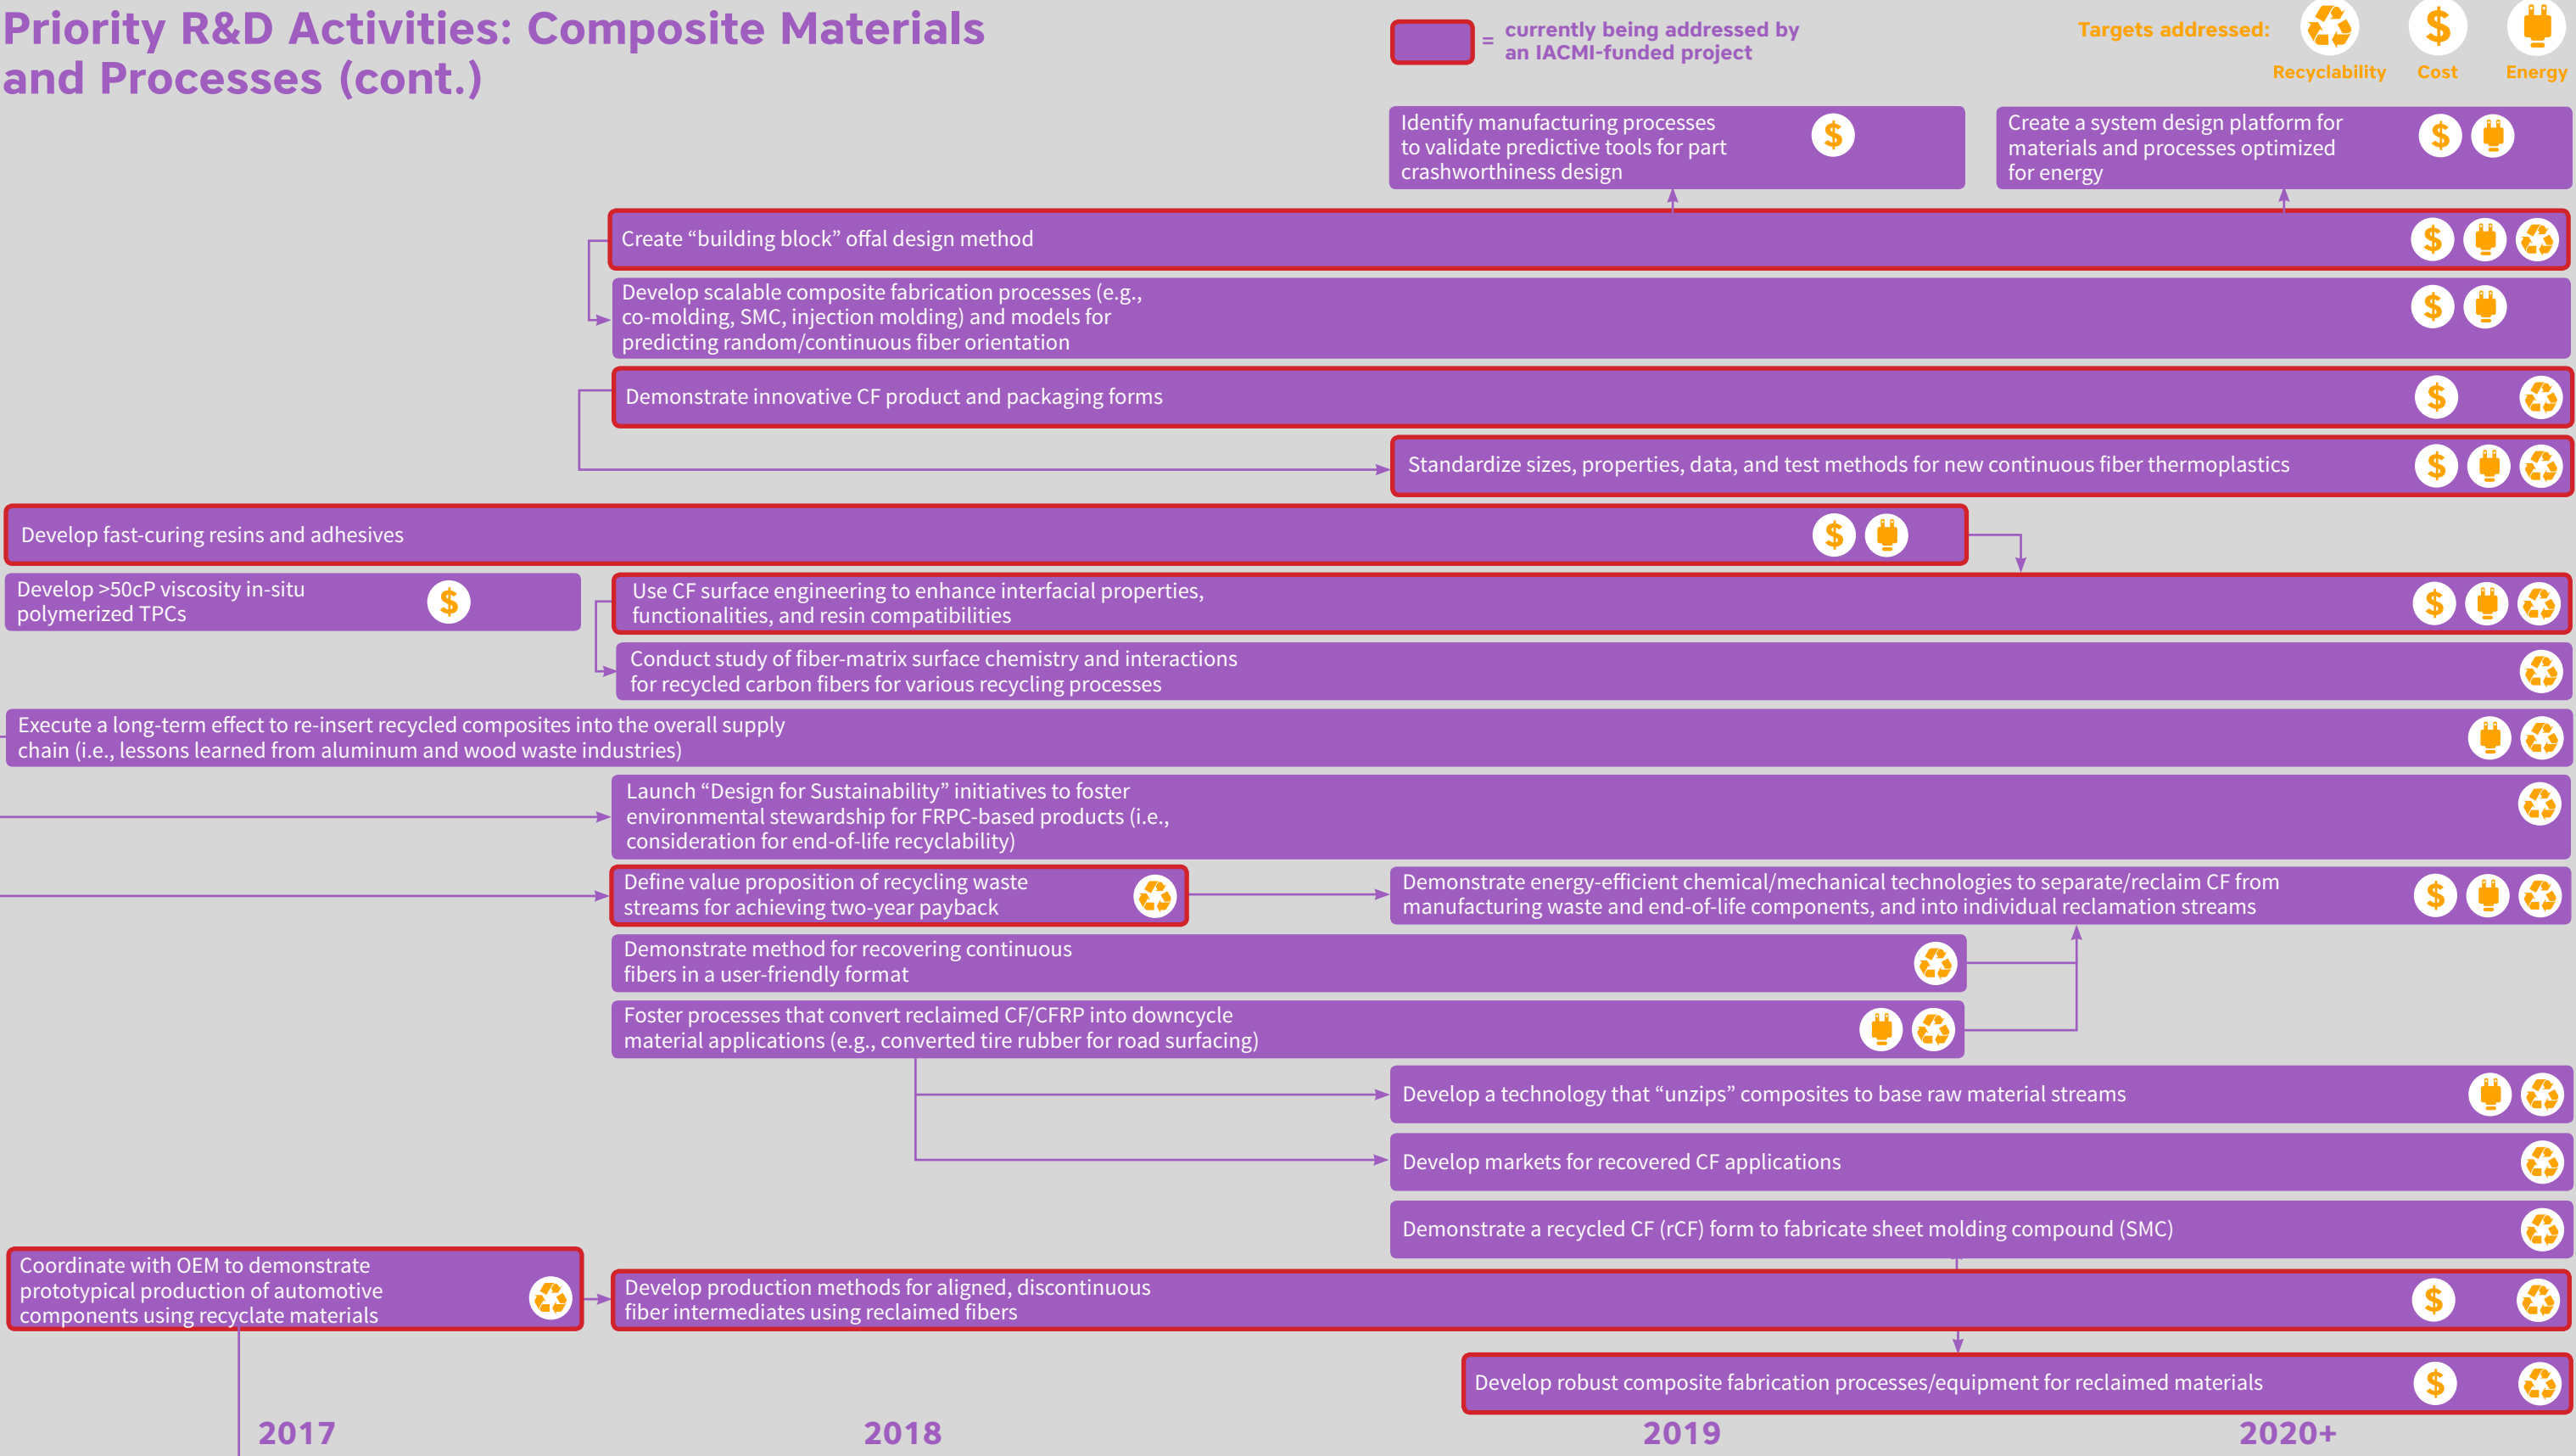 Priority R&D Activities: Composite Materials
and Processes (cont.)
= currently being addressed by
an IACMI-funded project
Targets addressed:
Recyclability
Cost
Energy
Identify manufacturing processes
to validate predictive tools for part
crashworthiness design
Create a system design platform for
materials and processes optimized
for energy
Create “building block” offal design method
Develop scalable composite fabrication processes (e.g.,
co-molding, SMC, injection molding) and models for
predicting random/continuous fiber orientation
Demonstrate innovative CF product and packaging forms
Standardize sizes, properties, data, and test methods for new continuous fiber thermoplastics
Develop fast-curing resins and adhesives
Develop >50cP viscosity in-situ
polymerized TPCs
Use CF surface engineering to enhance interfacial properties,
functionalities, and resin compatibilities
Conduct study of fiber-matrix surface chemistry and interactions
for recycled carbon fibers for various recycling processes
Execute a long-term effect to re-insert recycled composites into the overall supply
chain (i.e., lessons learned from aluminum and wood waste industries)
Launch “Design for Sustainability” initiatives to foster
environmental stewardship for FRPC-based products (i.e.,
consideration for end-of-life recyclability)
Define value proposition of recycling waste
streams for achieving two-year payback
Demonstrate energy-efficient chemical/mechanical technologies to separate/reclaim CF from
manufacturing waste and end-of-life components, and into individual reclamation streams
Demonstrate method for recovering continuous
fibers in a user-friendly format
Foster processes that convert reclaimed CF/CFRP into downcycle
material applications (e.g., converted tire rubber for road surfacing)
Develop a technology that “unzips” composites to base raw material streams
Develop markets for recovered CF applications
Demonstrate a recycled CF (rCF) form to fabricate sheet molding compound (SMC)
Coordinate with OEM to demonstrate
prototypical production of automotive
components using recyclate materials
Develop production methods for aligned, discontinuous
fiber intermediates using reclaimed fibers
Develop robust composite fabrication processes/equipment for reclaimed materials
2017
2018
2019
2020+